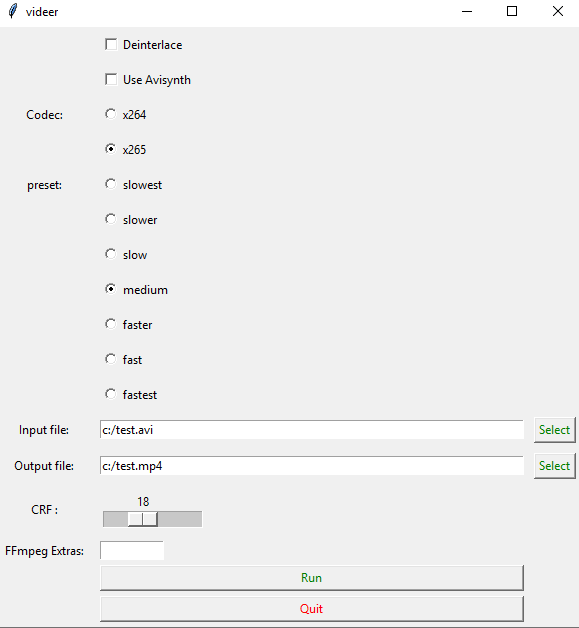 videer
Deinterlace
Use Avisynth
Codec: x264
x265
preset: slowest
slower
slow
medium
faster
fast
fastest
Input file: c:/test.avi Select
Output file: c:/test.mp4 Select
18
CRF :
FFmpeg Extras:
Run
Quit